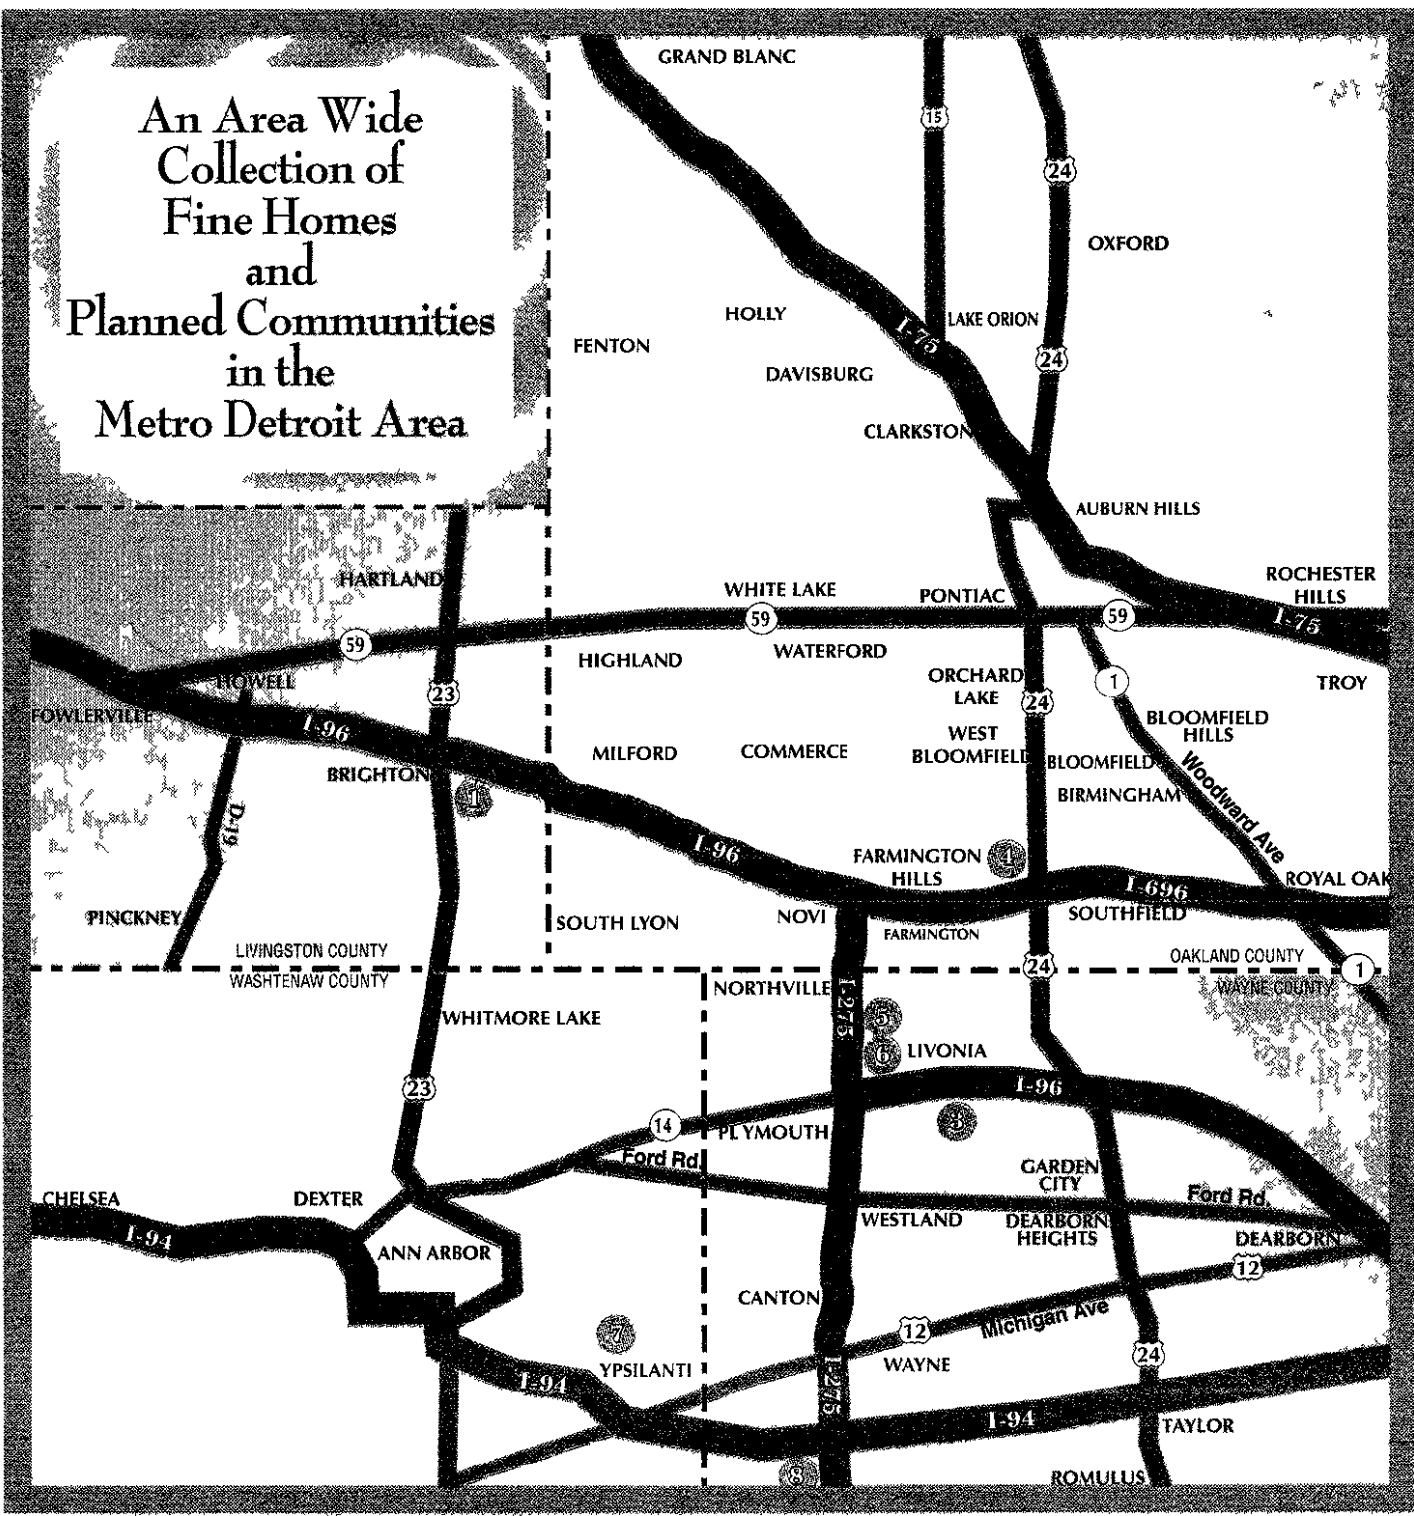 An Area Wide
Collection of
Fine Homes
and
Planned Communities
in the
Metro Detroit Area
GRAND BLANC
15
24
OXFORD
HOLLY
I-75
LAKE ORION
FENTON
24
DAVISBURG
CLARKSTON
AUBURN HILLS
HARTLAND
WHITE LAKE
PONTIAC
ROCHESTER
HILLS
59
59
59
I-75
HIGHLAND
WATERFORD
HOWELL
23
ORCHARD
LAKE
24
1
TROY
FOWLERVILLE
I-96
BLOOMFIELD
HILLS
MILFORD
COMMERCE
WEST
BLOOMFIELD
BLOOMFIELD
BRIGHTON
1
BIRMINGHAM
Woodward Ave
D-19
I-96
FARMINGTON
HILLS
4
I-696
ROYAL OAK
PINCKNEY
SOUTH LYON
NOVI
FARMINGTON
SOUTHFIELD
LIVINGSTON COUNTY
OAKLAND COUNTY
WASHTENAW COUNTY
24
1
WAYNE COUNTY
NORTHVILLE
I-275
5
WHITMORE LAKE
6
LIVONIA
23
I-96
14
PLYMOUTH
3
Ford Rd.
GARDEN
CITY
Ford Rd.
CHELSEA
DEXTER
WESTLAND
DEARBORN
HEIGHTS
DEARBORN
I-94
ANN ARBOR
12
CANTON
Michigan Ave
7
12
YPSILANTI
WAYNE
24
I-94
I-275
I-94
TAYLOR
8
ROMULUS